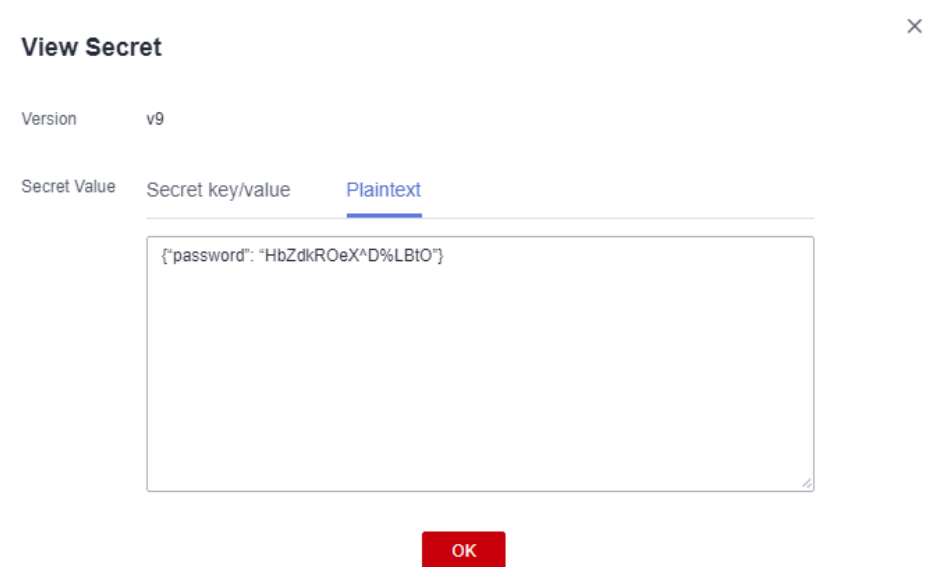 View Secret
Version v9
Secret Value Secret key/value Plaintext
{“password”: “HbZdkROeX^D%LBtO”}
OK